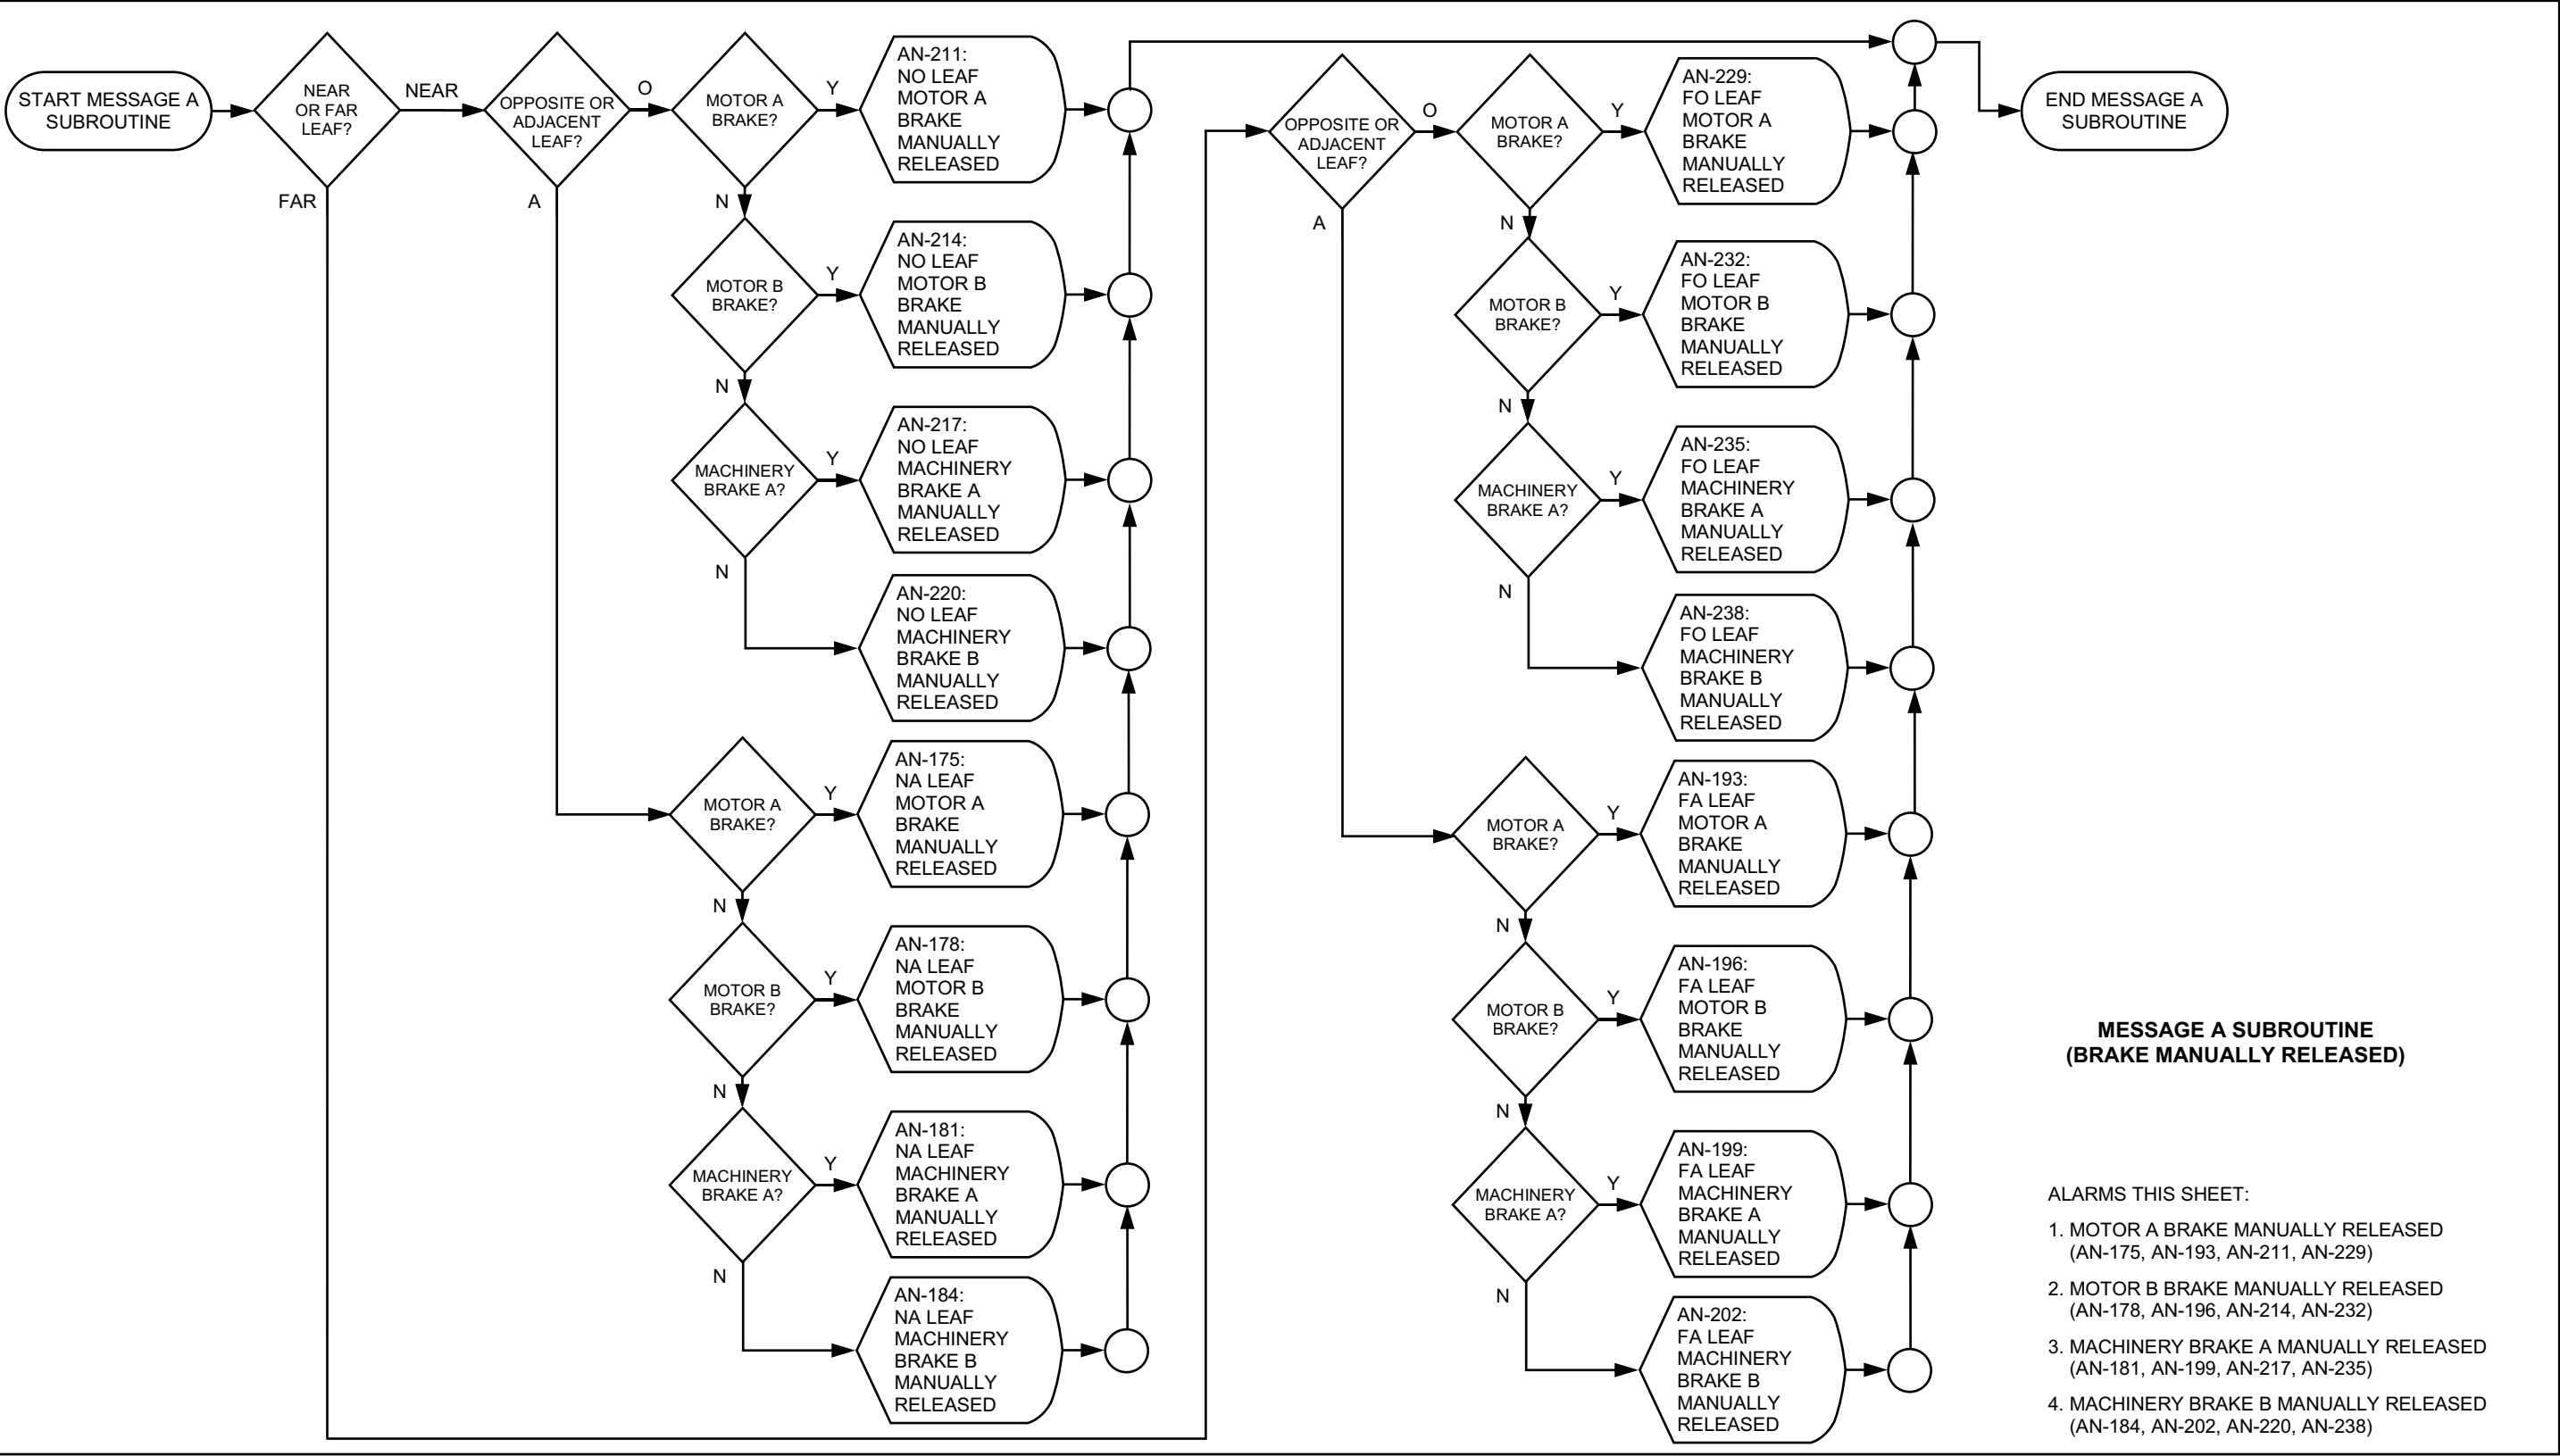 START MESSAGE A
SUBROUTINE
NEAR
OR FAR
LEAF?
NEAR
FAR
OPPOSITE OR
ADJACENT
LEAF?
O
A
MOTOR A
BRAKE?
Y
N
AN-211:
NO LEAF
MOTOR A
BRAKE
MANUALLY
RELEASED
MOTOR B
BRAKE?
Y
N
AN-214:
NO LEAF
MOTOR B
BRAKE
MANUALLY
RELEASED
MACHINERY
BRAKE A?
Y
N
AN-217:
NO LEAF
MACHINERY
BRAKE A
MANUALLY
RELEASED
AN-220:
NO LEAF
MACHINERY
BRAKE B
MANUALLY
RELEASED
MOTOR A
BRAKE?
Y
N
AN-175:
NA LEAF
MOTOR A
BRAKE
MANUALLY
RELEASED
MOTOR B
BRAKE?
Y
N
AN-178:
NA LEAF
MOTOR B
BRAKE
MANUALLY
RELEASED
MACHINERY
BRAKE A?
Y
N
AN-181:
NA LEAF
MACHINERY
BRAKE A
MANUALLY
RELEASED
AN-184:
NA LEAF
MACHINERY
BRAKE B
MANUALLY
RELEASED
OPPOSITE OR
ADJACENT
LEAF?
O
A
MOTOR A
BRAKE?
Y
N
AN-229:
FO LEAF
MOTOR A
BRAKE
MANUALLY
RELEASED
MOTOR B
BRAKE?
Y
N
AN-232:
FO LEAF
MOTOR B
BRAKE
MANUALLY
RELEASED
MACHINERY
BRAKE A?
Y
N
AN-235:
FO LEAF
MACHINERY
BRAKE A
MANUALLY
RELEASED
AN-238:
FO LEAF
MACHINERY
BRAKE B
MANUALLY
RELEASED
MOTOR A
BRAKE?
Y
N
AN-193:
FA LEAF
MOTOR A
BRAKE
MANUALLY
RELEASED
MOTOR B
BRAKE?
Y
N
AN-196:
FA LEAF
MOTOR B
BRAKE
MANUALLY
RELEASED
MACHINERY
BRAKE A?
Y
N
AN-199:
FA LEAF
MACHINERY
BRAKE A
MANUALLY
RELEASED
AN-202:
FA LEAF
MACHINERY
BRAKE B
MANUALLY
RELEASED
END MESSAGE A
SUBROUTINE
MESSAGE A SUBROUTINE
(BRAKE MANUALLY RELEASED)
ALARMS THIS SHEET:
1. MOTOR A BRAKE MANUALLY RELEASED
(AN-175, AN-193, AN-211, AN-229)
2. MOTOR B BRAKE MANUALLY RELEASED
(AN-178, AN-196, AN-214, AN-232)
3. MACHINERY BRAKE A MANUALLY RELEASED
(AN-181, AN-199, AN-217, AN-235)
4. MACHINERY BRAKE B MANUALLY RELEASED
(AN-184, AN-202, AN-220, AN-238)